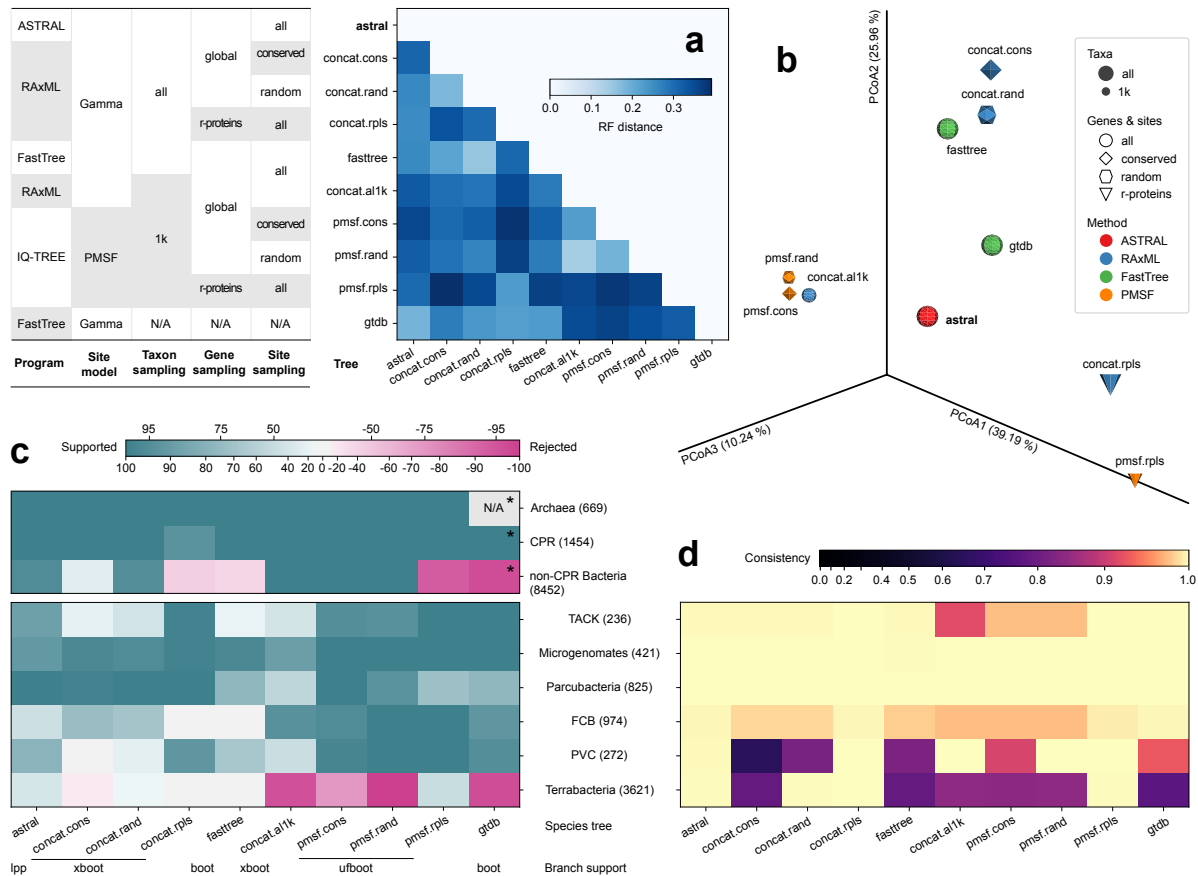 ASTRAL
RAxML
FastTree
RAxML
IQ-TREE
FastTree
Program
Gamma
PMSF
Gamma
Site
model
all
1k
N/A
Taxon
sampling
global
r-proteins
global
r-proteins
N/A
Gene
sampling
all
conserved
random
all
all
conserved
random
all
N/A
Site
sampling
a
astral
concat.cons
concat.rand
concat.rpls
fasttree
concat.al1k
pmsf.cons
pmsf.rand
pmsf.rpls
gtdb
Tree
astral
concat.cons
concat.rand
concat.rpls
fasttree
concat.al1k
pmsf.cons
pmsf.rand
pmsf.rpls
gtdb
0.0 0.1 0.2 0.3
RF distance
b
PCoA2 (25.96 %)
PCoA3 (10.24 %)
PCoA1 (39.19 %)
concat.cons
concat.rand
fasttree
gtdb
pmsf.rand
concat.al1k
pmsf.cons
astral
concat.rpls
pmsf.rpls
Taxa
all
1k
Genes & sites
all
conserved
random
r-proteins
Method
ASTRAL
RAxML
FastTree
PMSF
c
Supported
95 75 50 -50 -75 -95
Rejected
100 90 80 70 60 40 20 0 -20 -40 -60 -70 -80 -90 -100
N/A *
Archaea (669)
*
CPR (1454)
*
non-CPR Bacteria
(8452)
TACK (236)
Microgenomates (421)
Parcubacteria (825)
FCB (974)
PVC (272)
Terrabacteria (3621)
astral
concat.cons
concat.rand
concat.rpls
fasttree
concat.al1k
pmsf.cons
pmsf.rand
pmsf.rpls
gtdb
Species tree
lpp xboot boot xboot ufboot boot
Branch support
d
Consistency
0.0 0.2 0.4 0.5 0.6 0.7 0.8 0.9 1.0
astral
concat.cons
concat.rand
concat.rpls
fasttree
concat.al1k
pmsf.cons
pmsf.rand
pmsf.rpls
gtdb